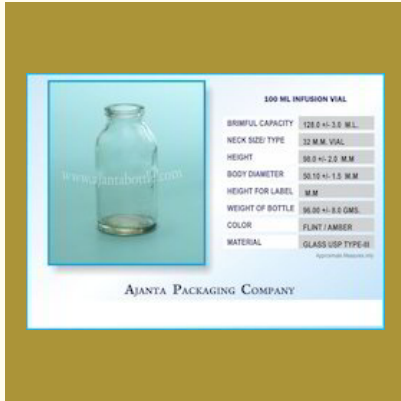 100 ML INFUSION VIAL
BRIMFUL CAPACITY 128.0 +/- 3.0 M.L.
NECK SIZE/ TYPE 32 M.M. VIAL
HEIGHT 98.0 +/- 2.0 M.M
BODY DIAMETER 50.10 +/- 1.5 M.M
HEIGHT FOR LABEL M.M
WEIGHT OF BOTTLE 96.00 +/- 8.0 GMS.
COLOR FLINT / AMBER
MATERIAL GLASS USP TYPE-III
Approximate Measures only
www.ajantabottle.com
AJANTA PACKAGING COMPANY